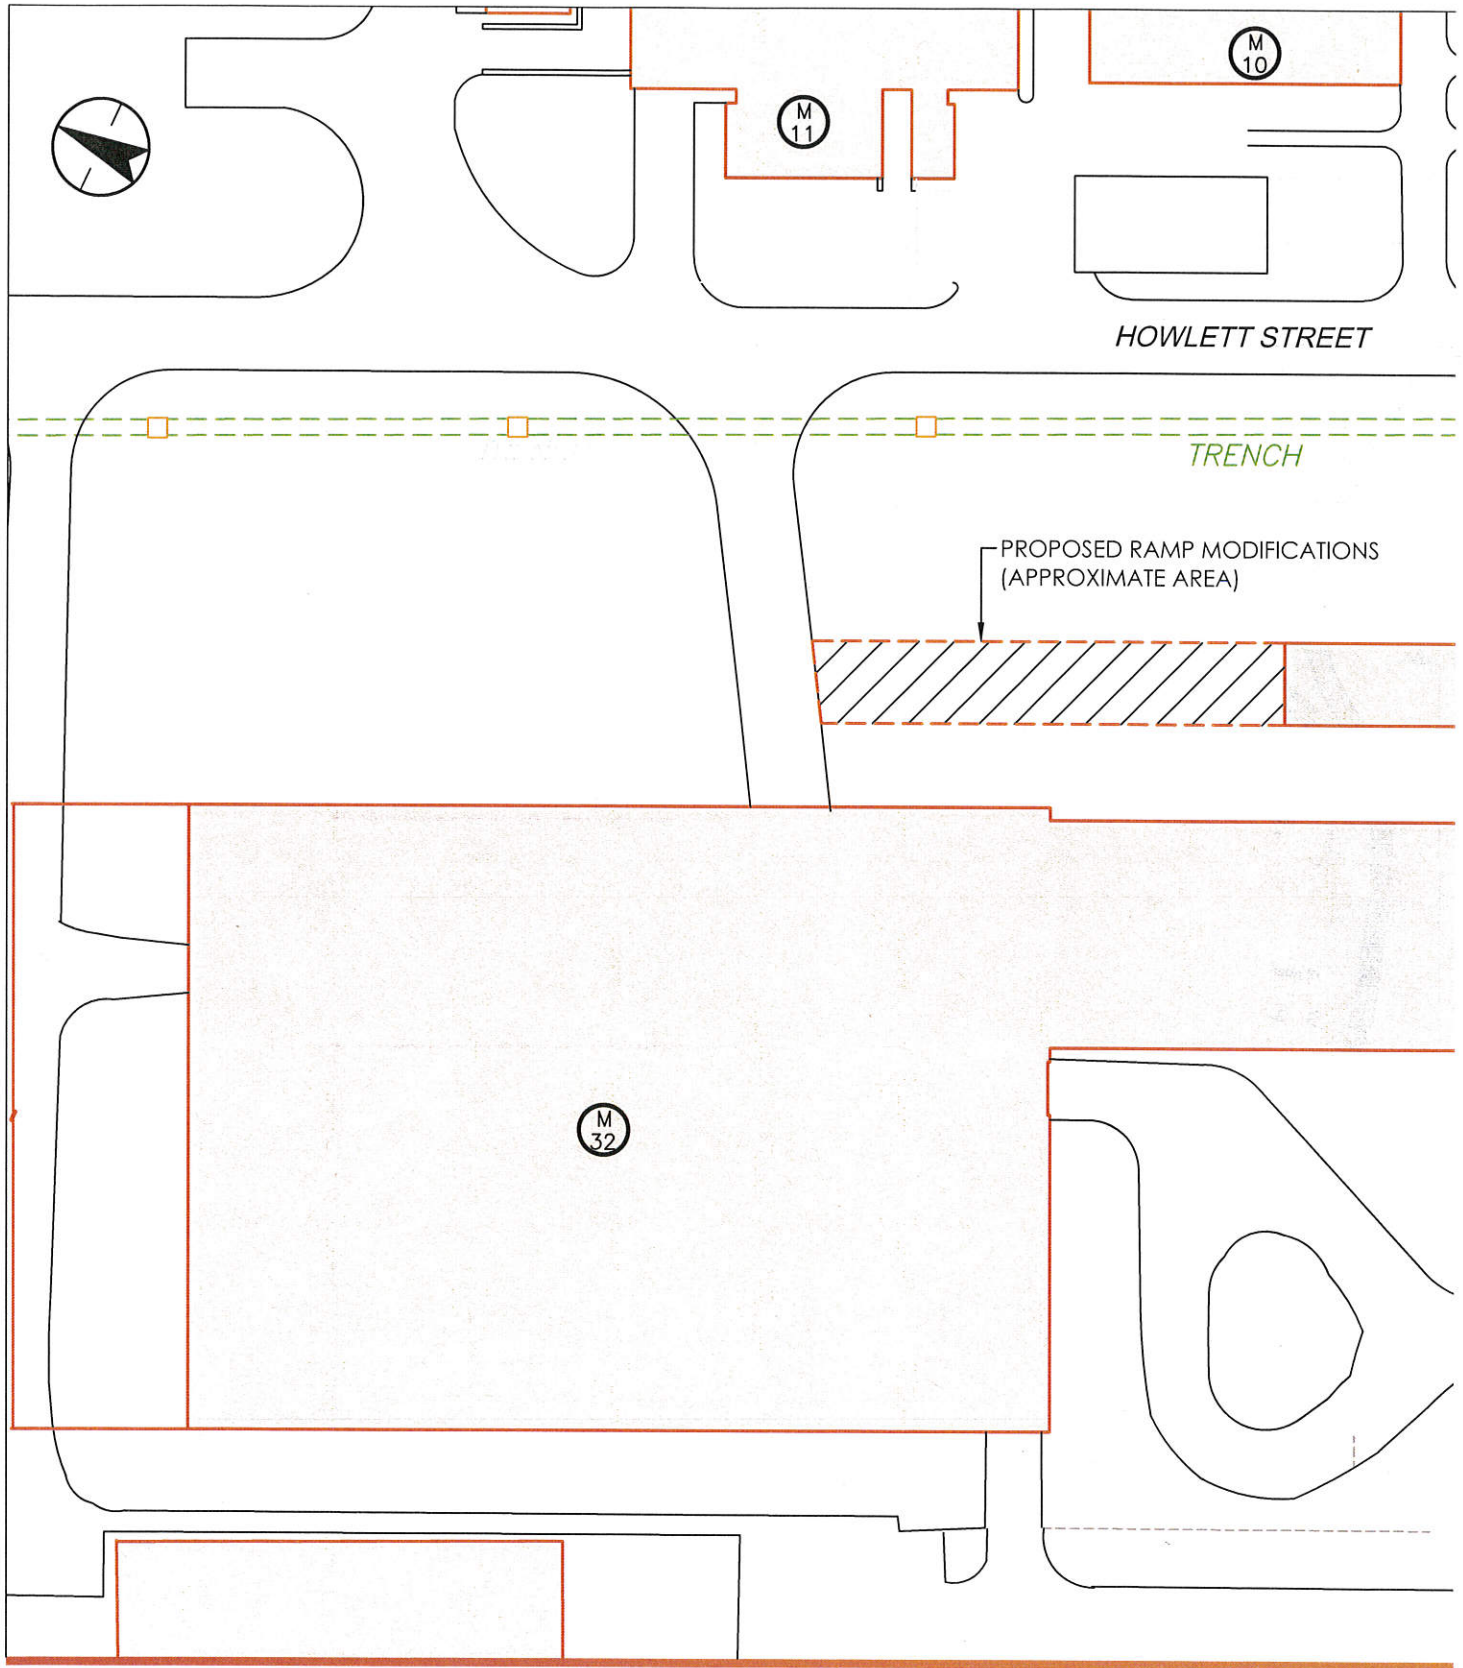 M
10
M
11
HOWLETT STREET
TRENCH
PROPOSED RAMP MODIFICATIONS
(APPROXIMATE AREA)
M
32